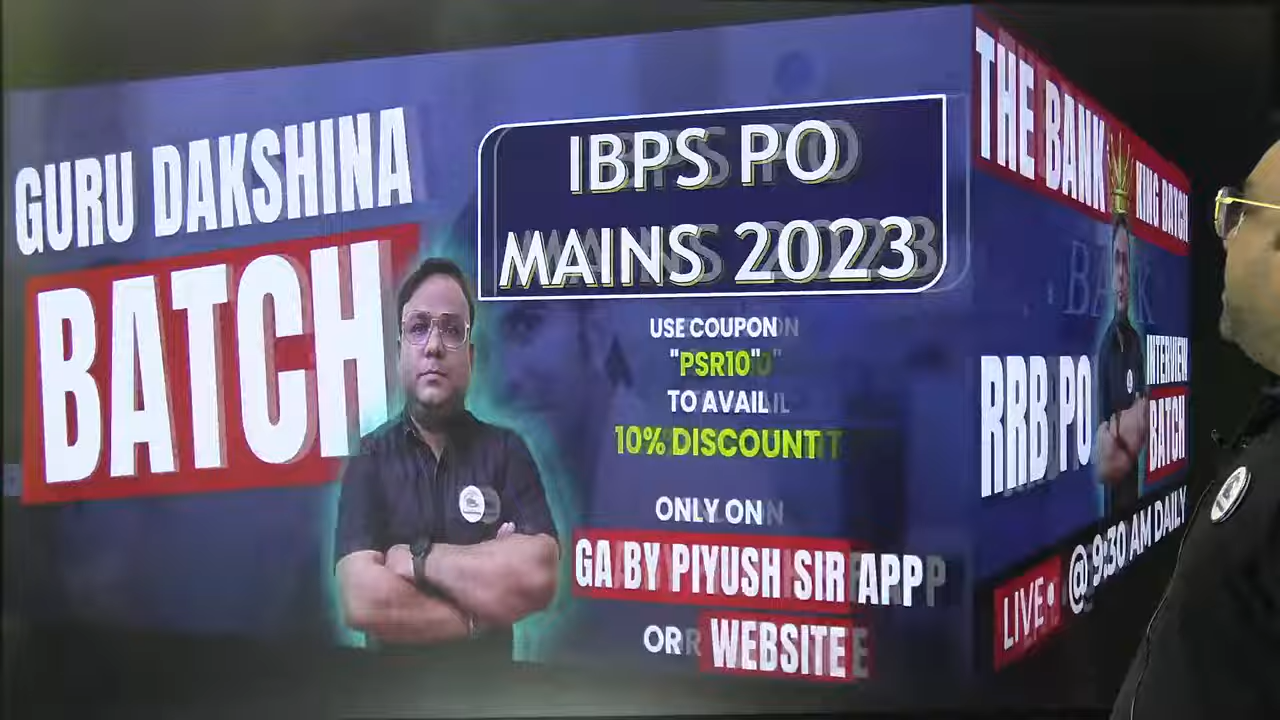 GURU DAKSHINA
BATCH
IBPS PO
MAINS 2023
USE COUPON
"PSR10"
TO AVAIL
10% DISCOUNT
ONLY ON
GA BY PIYUSH SIR APP
OR WEBSITE
THE BANK
KING BATCH
RRB PO
INTERVIEW
BATCH
LIVE @ 9:30 AM DAILY